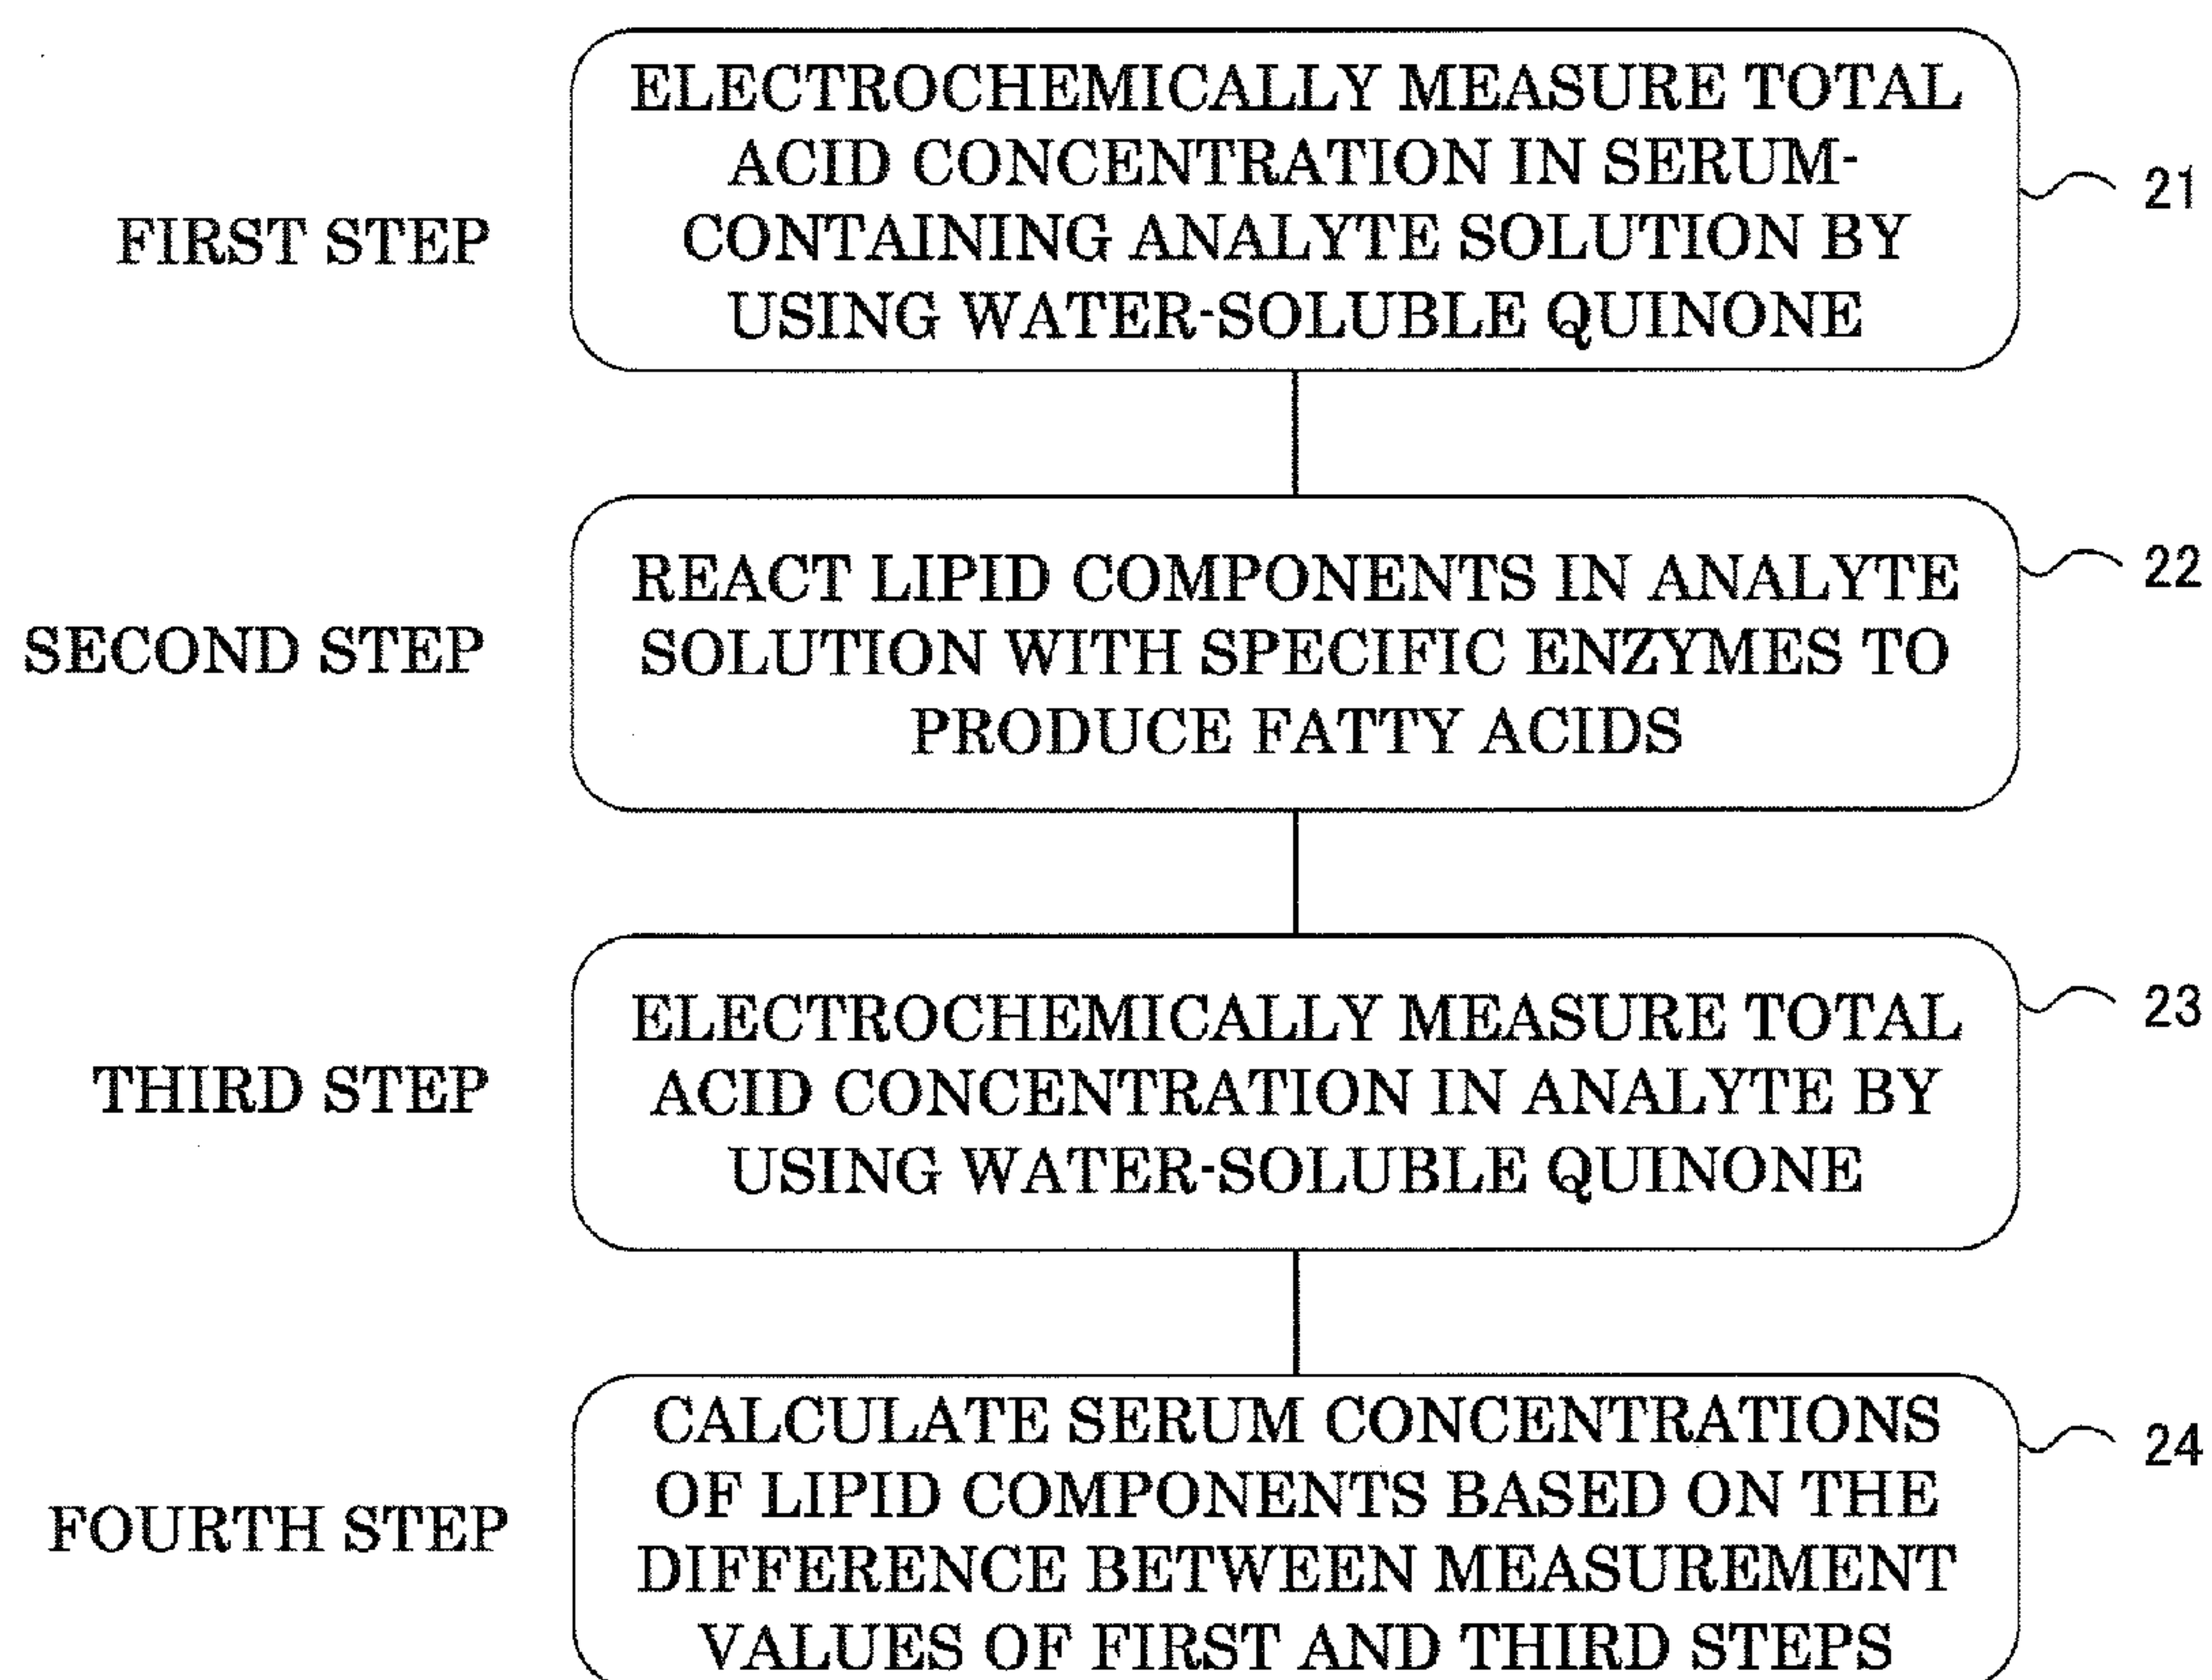 FIRST STEP
ELECTROCHEMICALLY MEASURE TOTAL
ACID CONCENTRATION IN SERUM-
CONTAINING ANALYTE SOLUTION BY
USING WATER-SOLUBLE QUINONE
21
SECOND STEP
REACT LIPID COMPONENTS IN ANALYTE
SOLUTION WITH SPECIFIC ENZYMES TO
PRODUCE FATTY ACIDS
22
THIRD STEP
ELECTROCHEMICALLY MEASURE TOTAL
ACID CONCENTRATION IN ANALYTE BY
USING WATER-SOLUBLE QUINONE
23
FOURTH STEP
CALCULATE SERUM CONCENTRATIONS
OF LIPID COMPONENTS BASED ON THE
DIFFERENCE BETWEEN MEASUREMENT
VALUES OF FIRST AND THIRD STEPS
24